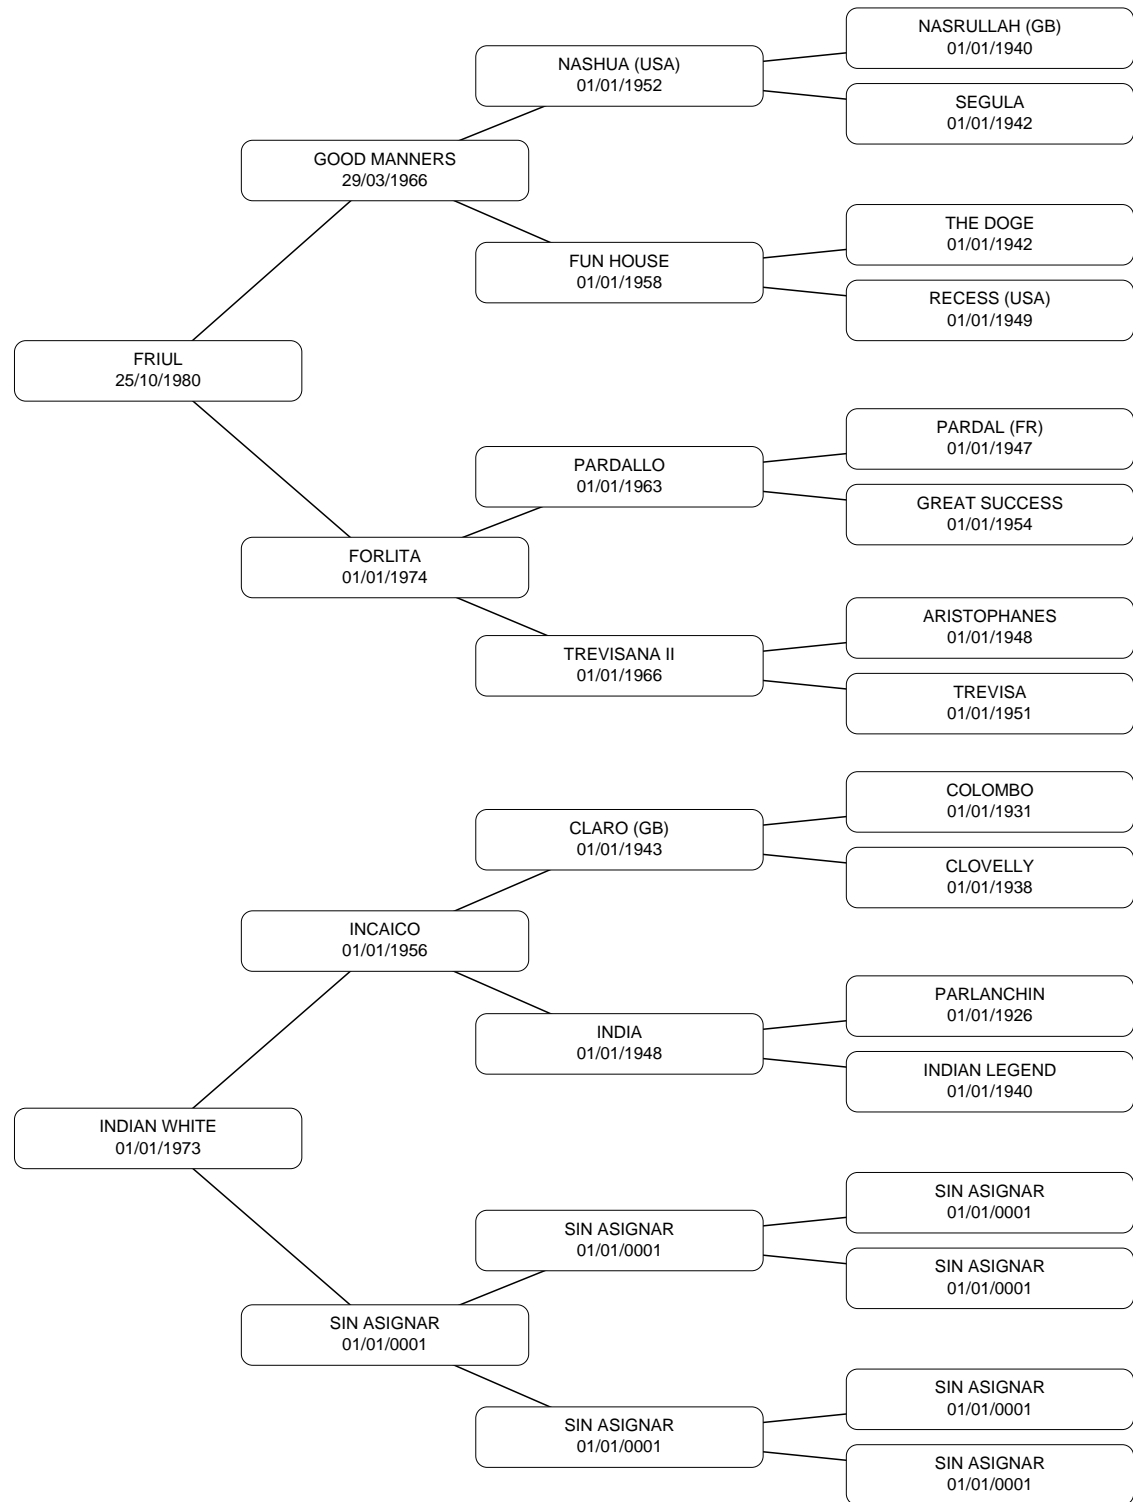 NASRULLAH (GB)
01/01/1940
NASHUA (USA)
01/01/1952
SEGULA
01/01/1942
GOOD MANNERS
29/03/1966
THE DOGE
01/01/1942
FUN HOUSE
01/01/1958
RECESS (USA)
01/01/1949
FRIUL
25/10/1980
PARDAL (FR)
01/01/1947
PARDALLO
01/01/1963
GREAT SUCCESS
01/01/1954
FORLITA
01/01/1974
ARISTOPHANES
01/01/1948
TREVISANA II
01/01/1966
TREVISA
01/01/1951
COLOMBO
01/01/1931
CLARO (GB)
01/01/1943
CLOVELLY
01/01/1938
INCAICO
01/01/1956
PARLANCHIN
01/01/1926
INDIA
01/01/1948
INDIAN LEGEND
01/01/1940
INDIAN WHITE
01/01/1973
SIN ASIGNAR
01/01/0001
SIN ASIGNAR
01/01/0001
SIN ASIGNAR
01/01/0001
SIN ASIGNAR
01/01/0001
SIN ASIGNAR
01/01/0001
SIN ASIGNAR
01/01/0001
SIN ASIGNAR
01/01/0001